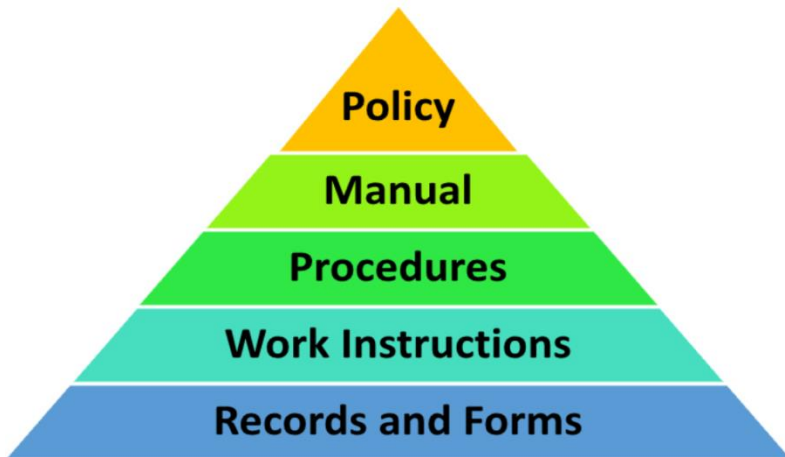 Policy
Manual
Procedures
Work Instructions
Records and Forms